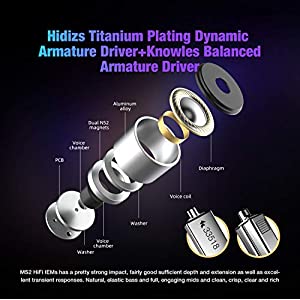 Hidizs Titanium Plating Dynamic
Armature Driver+Knowles Balanced
Armature Driver
Aluminum
alloy
Dual N52
magnets
Voice
chamber
PCB
Diaphragm
Voice coil
Washer
Voice
chamber
Washer
33518
MS2 HiFi IEMs has a pretty strong impact, fairly good sufficient depth and extension as well as excel
lent transient responses. Natural, elastic base and full, engaging mids and clean, crisp, clear and rich